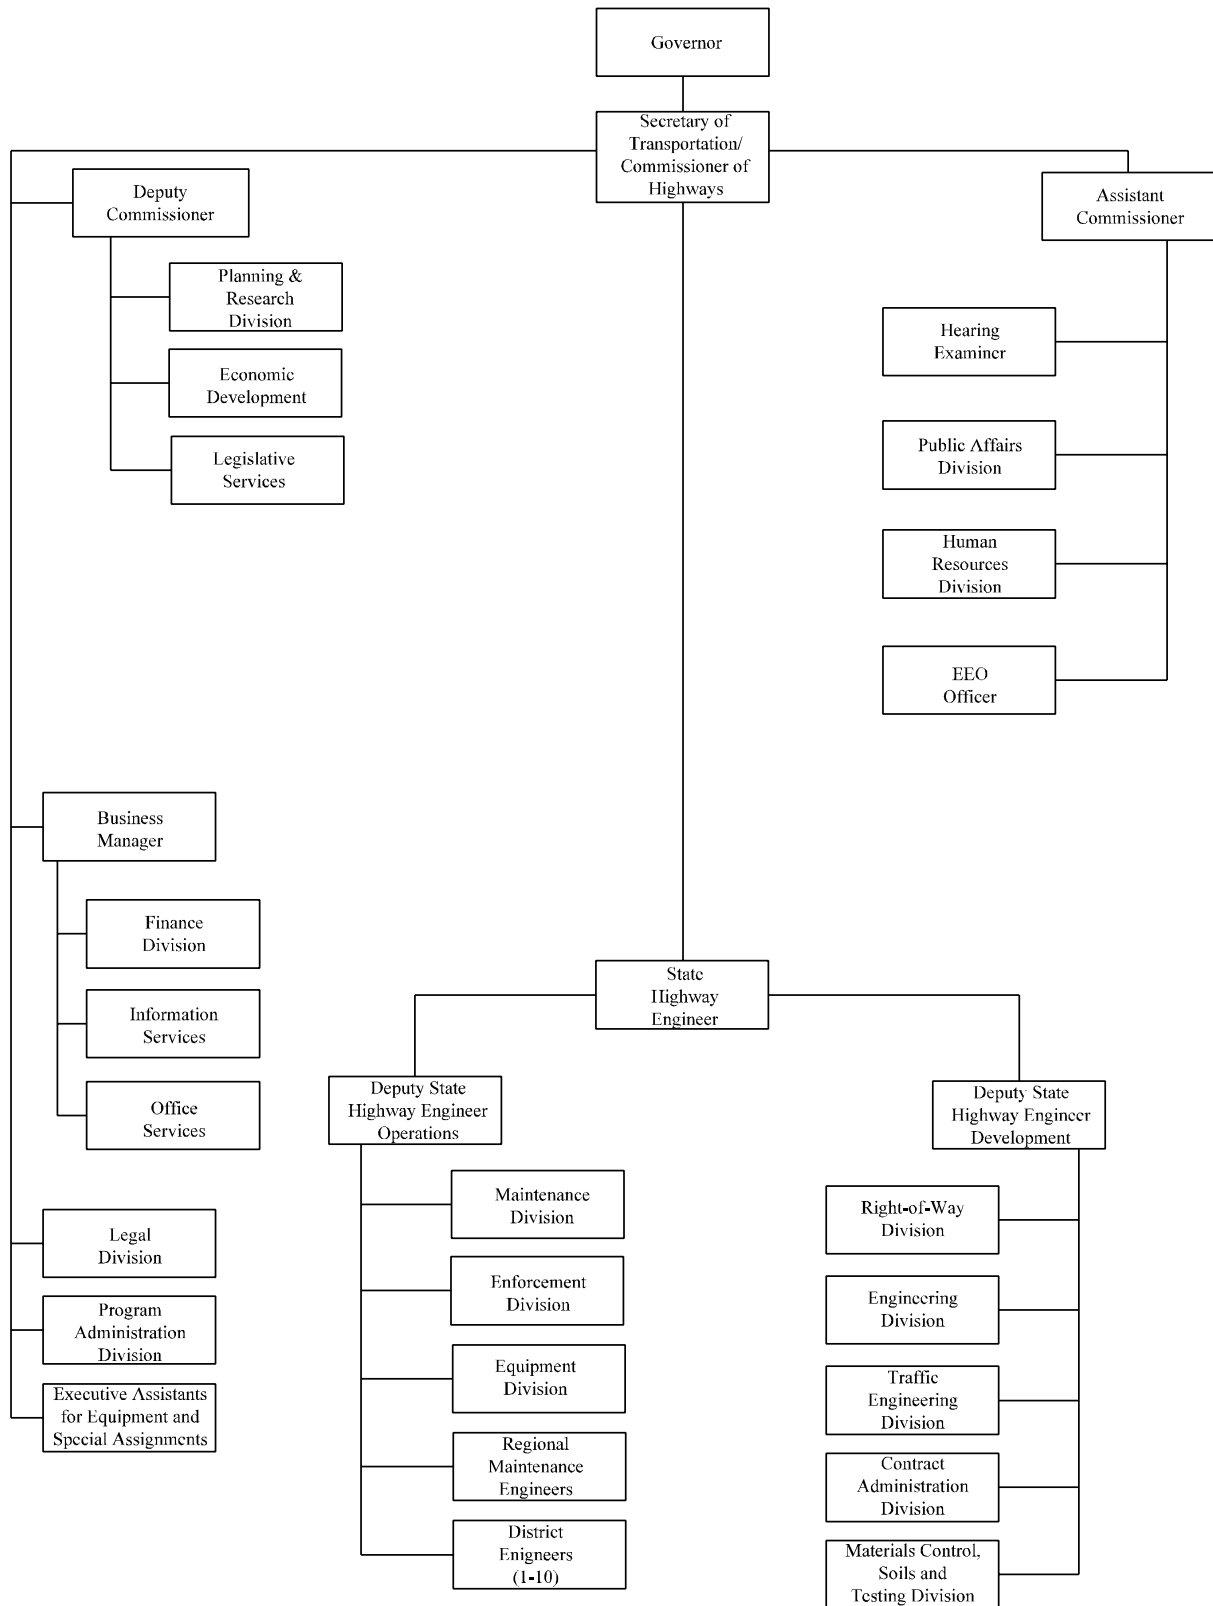 Governor
Secretary of
Transportation/
Commissioner of
Highways
Deputy
Commissioner
Planning &
Research
Division
Economic
Development
Legislative
Services
Assistant
Commissioner
Hearing
Examiner
Public Affairs
Division
Human
Resources
Division
EEO
Officer
Business
Manager
Finance
Division
Information
Services
Office
Services
Legal
Division
Program
Administration
Division
Executive Assistants
for Equipment and
Special Assignments
State
Highway
Engineer
Deputy State
Highway Engineer
Operations
Maintenance
Division
Enforcement
Division
Equipment
Division
Regional
Maintenance
Engineers
District
Enigneers
(1-10)
Deputy State
Highway Engineer
Development
Right-of-Way
Division
Engineering
Division
Traffic
Engineering
Division
Contract
Administration
Division
Materials Control,
Soils and
Testing Division